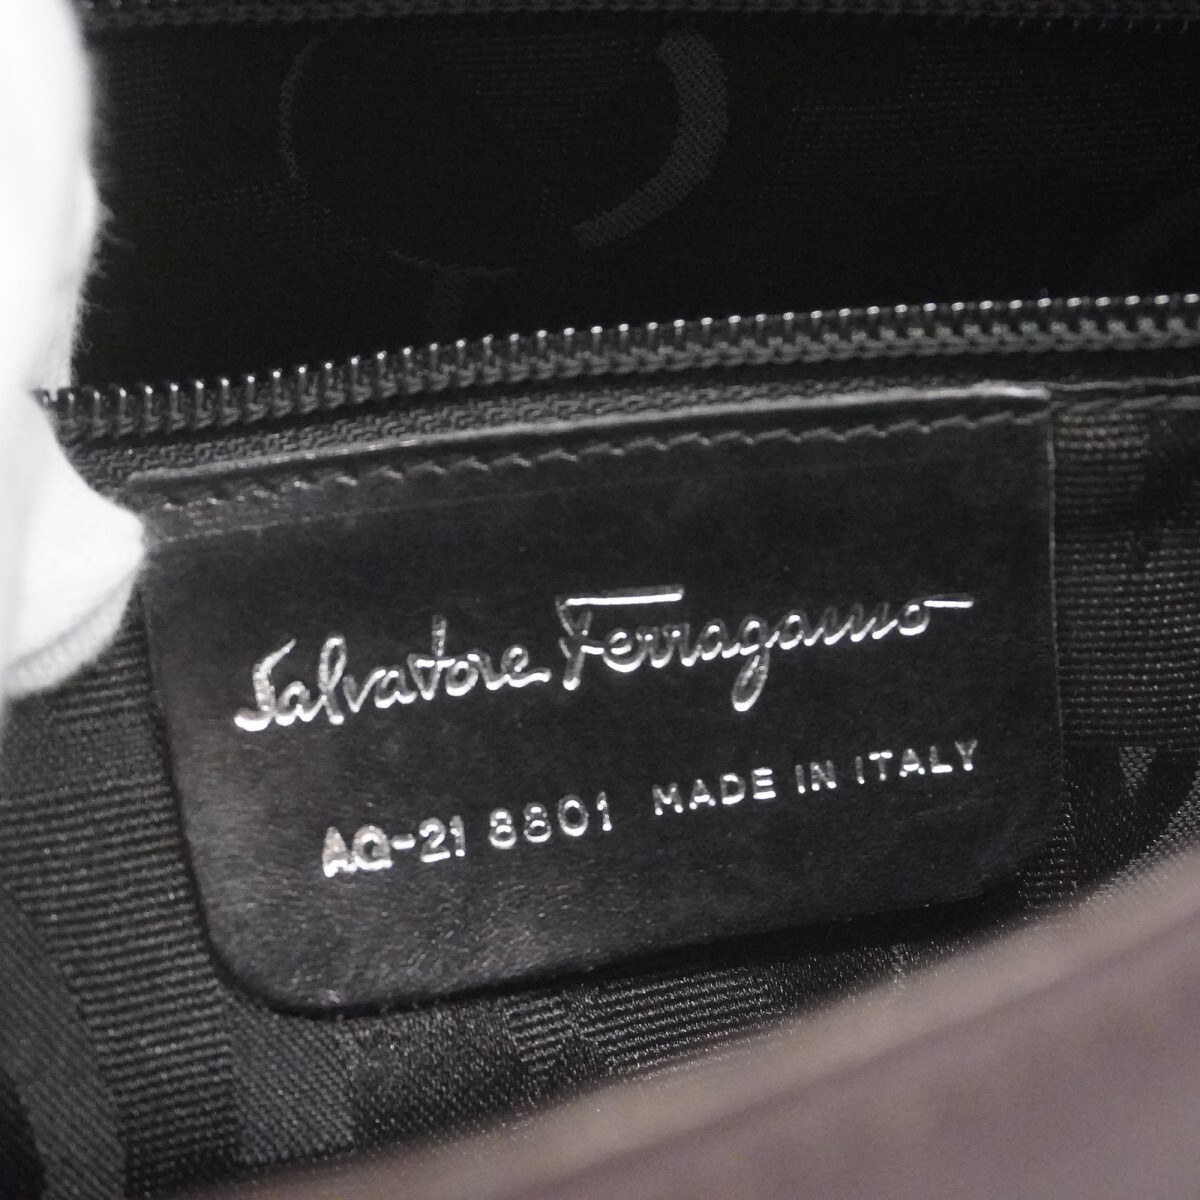 Salvatore Ferragamo
AQ-21 8801 MADE IN ITALY